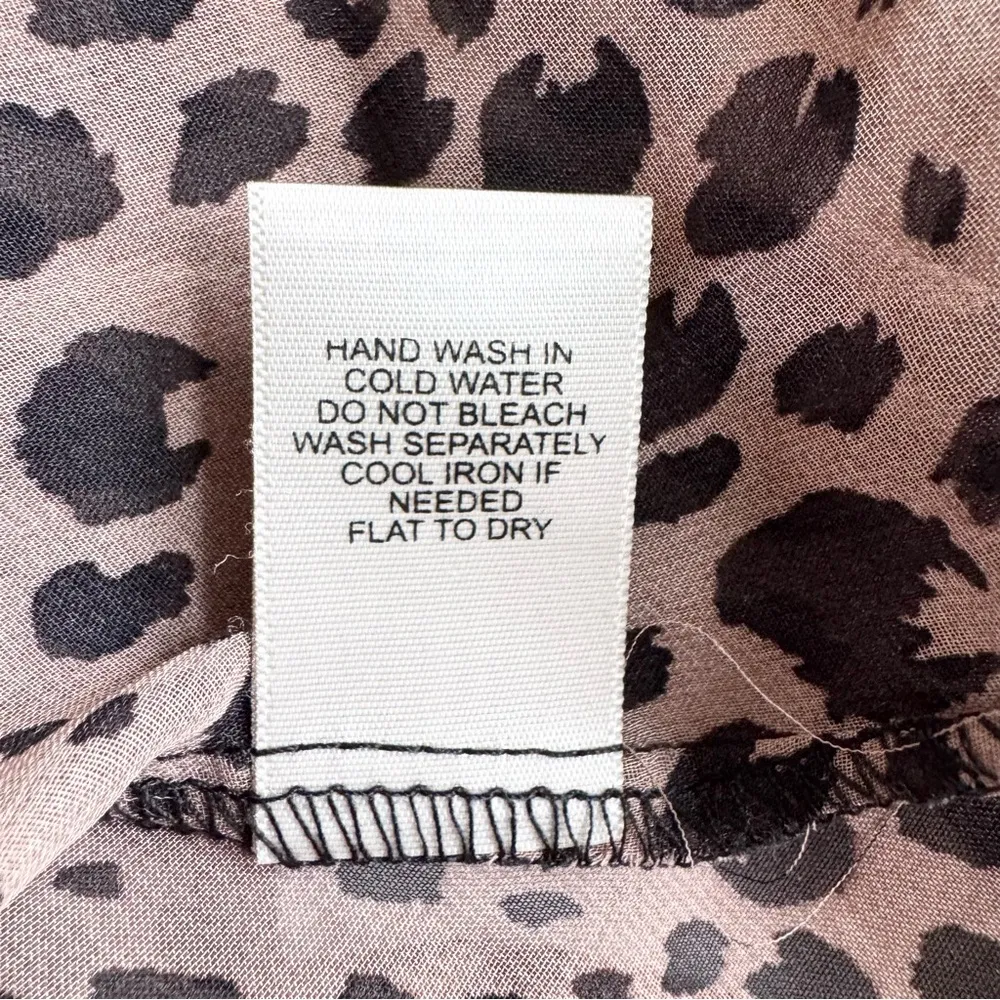 HAND WASH IN
COLD WATER
DO NOT BLEACH
WASH SEPARATELY
COOL IRON IF
NEEDED
FLAT TO DRY